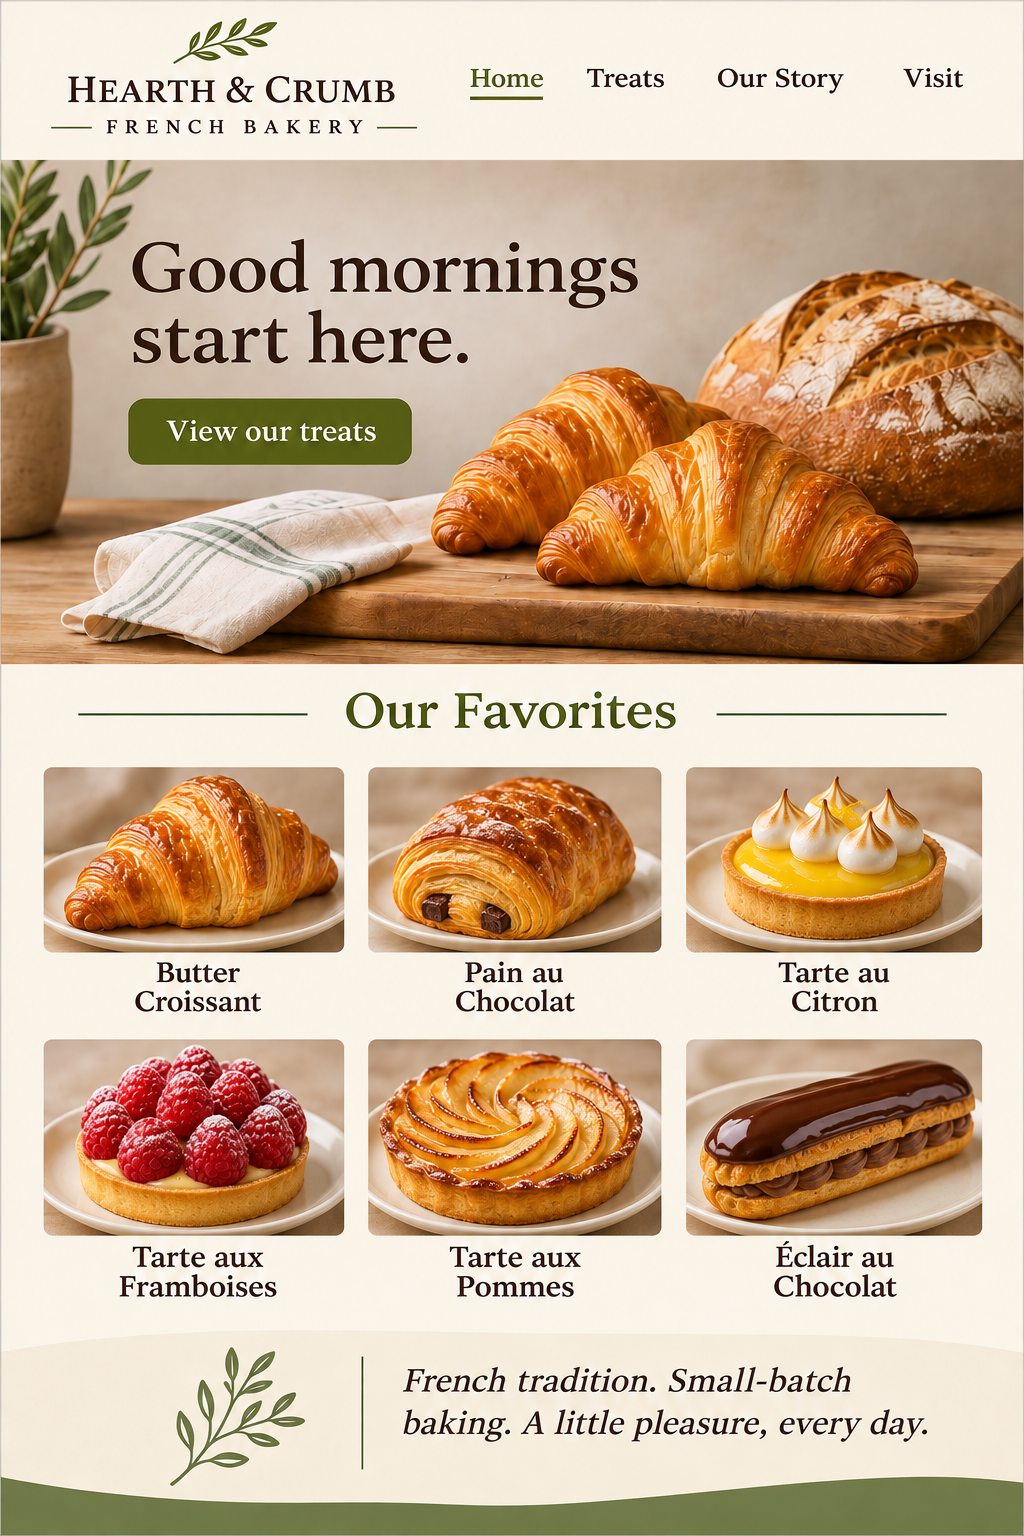 HEARTH & CRUMB
FRENCH BAKERY
Home Treats Our Story Visit
Good mornings
start here.
View our treats
Our Favorites
Butter
Croissant
Pain au
Chocolat
Tarte au
Citron
Tarte aux
Framboises
Tarte aux
Pommes
Éclair au
Chocolat
French tradition. Small-batch
baking. A little pleasure, every day.